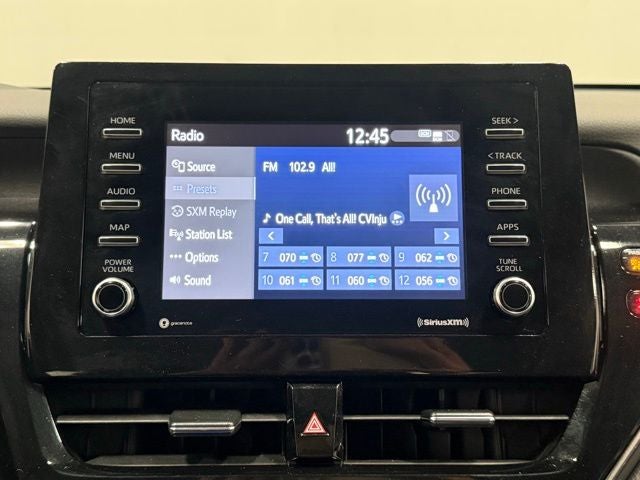 HOME
MENU
AUDIO
MAP
POWER
VOLUME
Radio
12:45
Source
Presets
SXM Replay
Station List
Options
Sound
FM 102.9 All!
One Call, That's All! CVInju
7 070
8 077
9 062
10 061
11 060
12 056
SEEK >
< TRACK
PHONE
APPS
TUNE
SCROLL
gracenote
SiriusXM